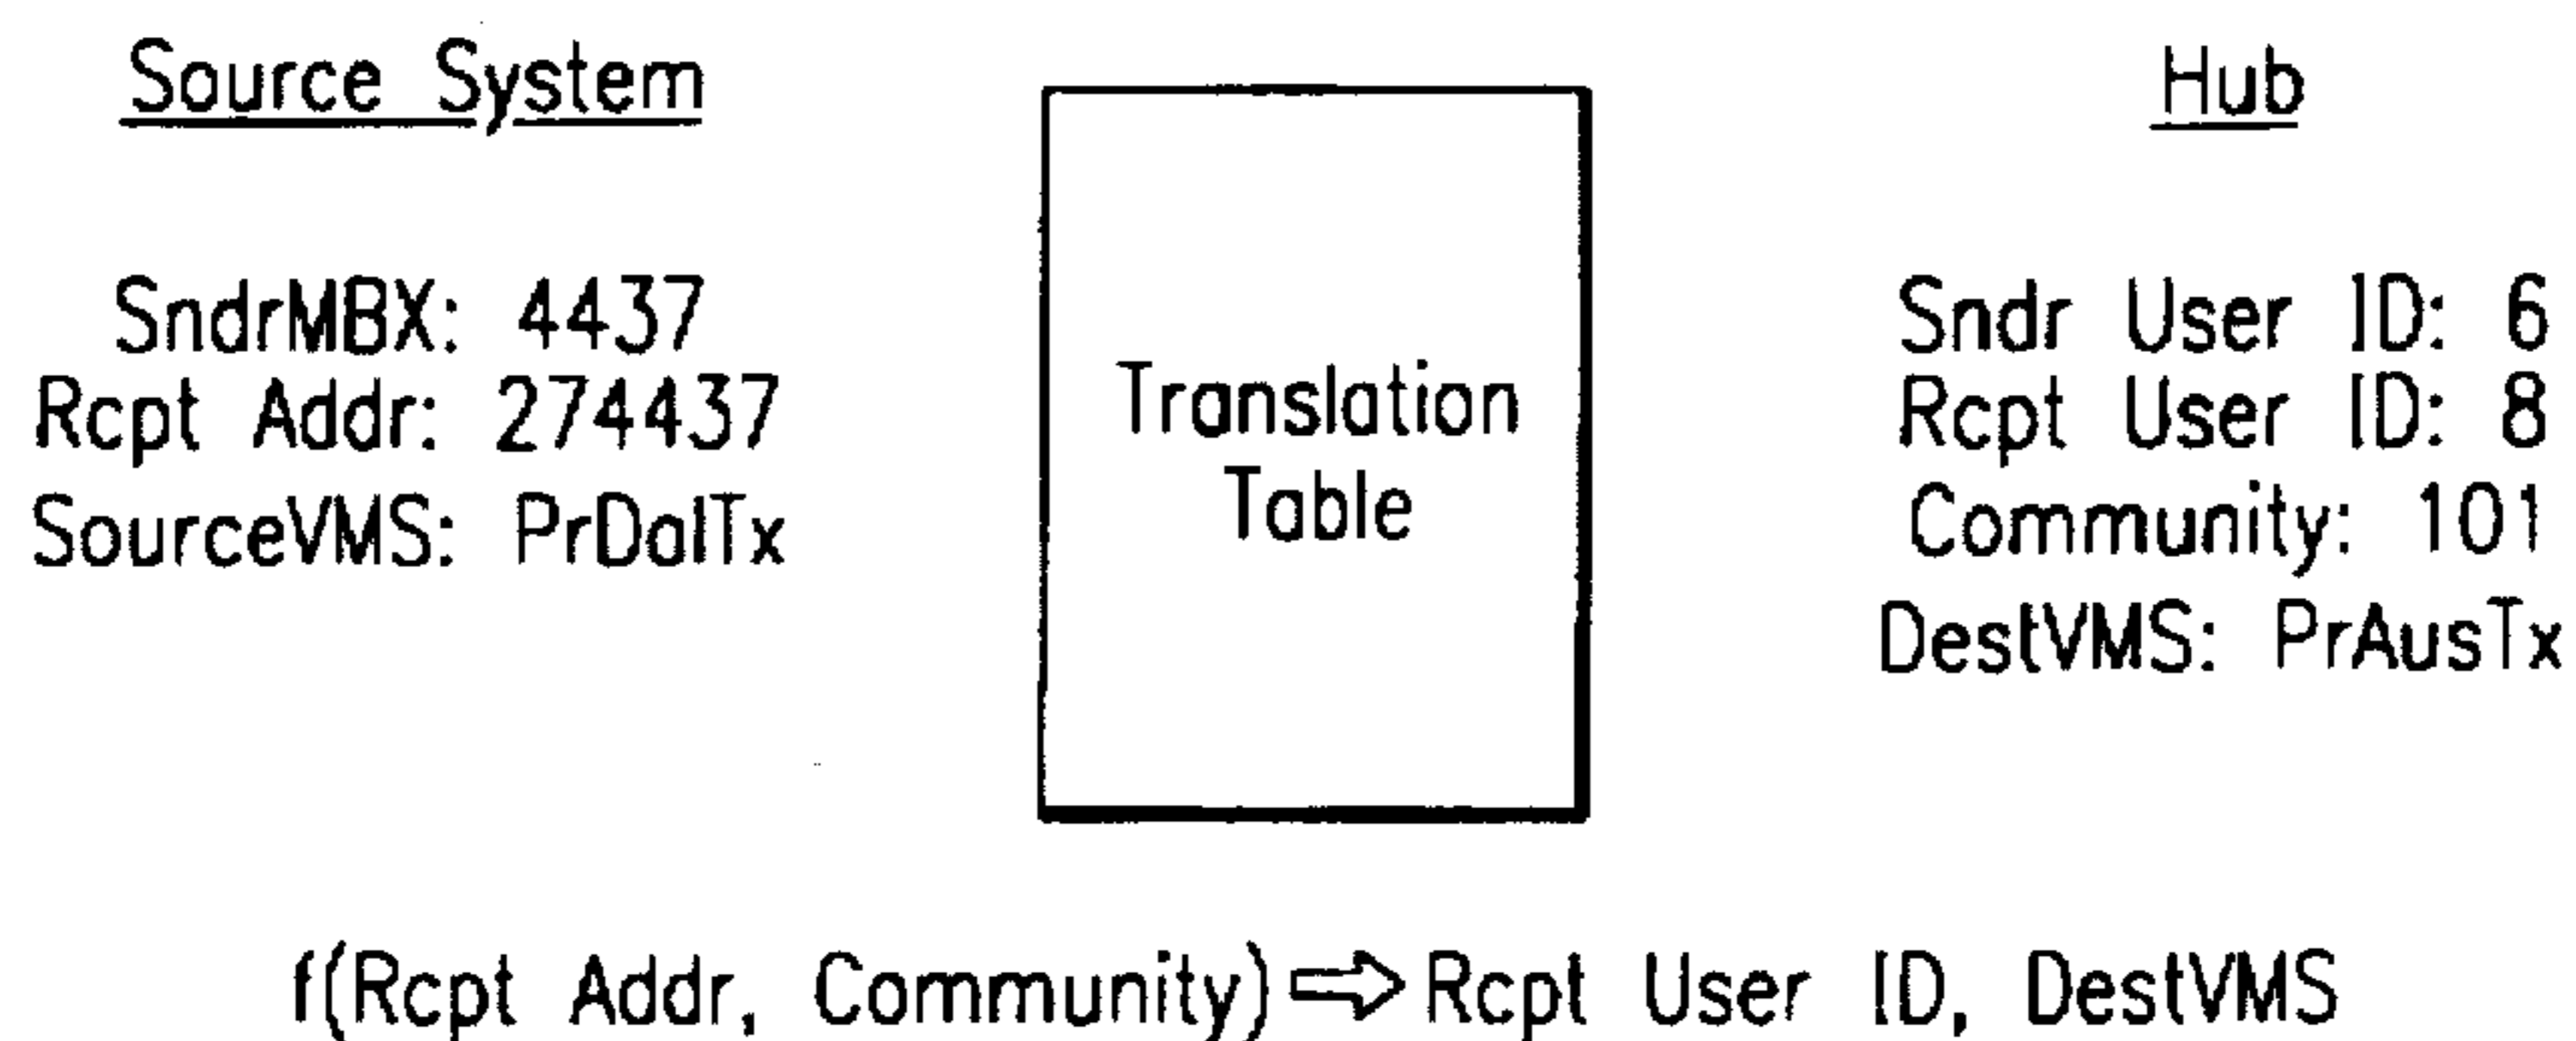 Source System
SndrMBX: 4437
Rcpt Addr: 274437
SourceVMS: PrDalTx
Translation
Table
Hub
Sndr User ID: 6
Rcpt User ID: 8
Community: 101
DestVMS: PrAusTx
f(Rcpt Addr, Community) ⇨ Rcpt User ID, DestVMS